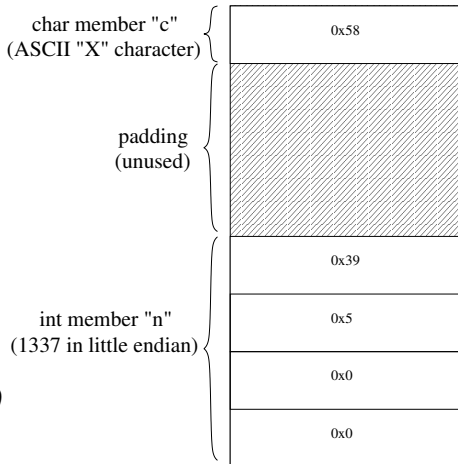 char member "c"
(ASCII "X" character)
0x58
padding
(unused)
0x39
int member "n"
(1337 in little endian)
0x5
0x0
0x0
)